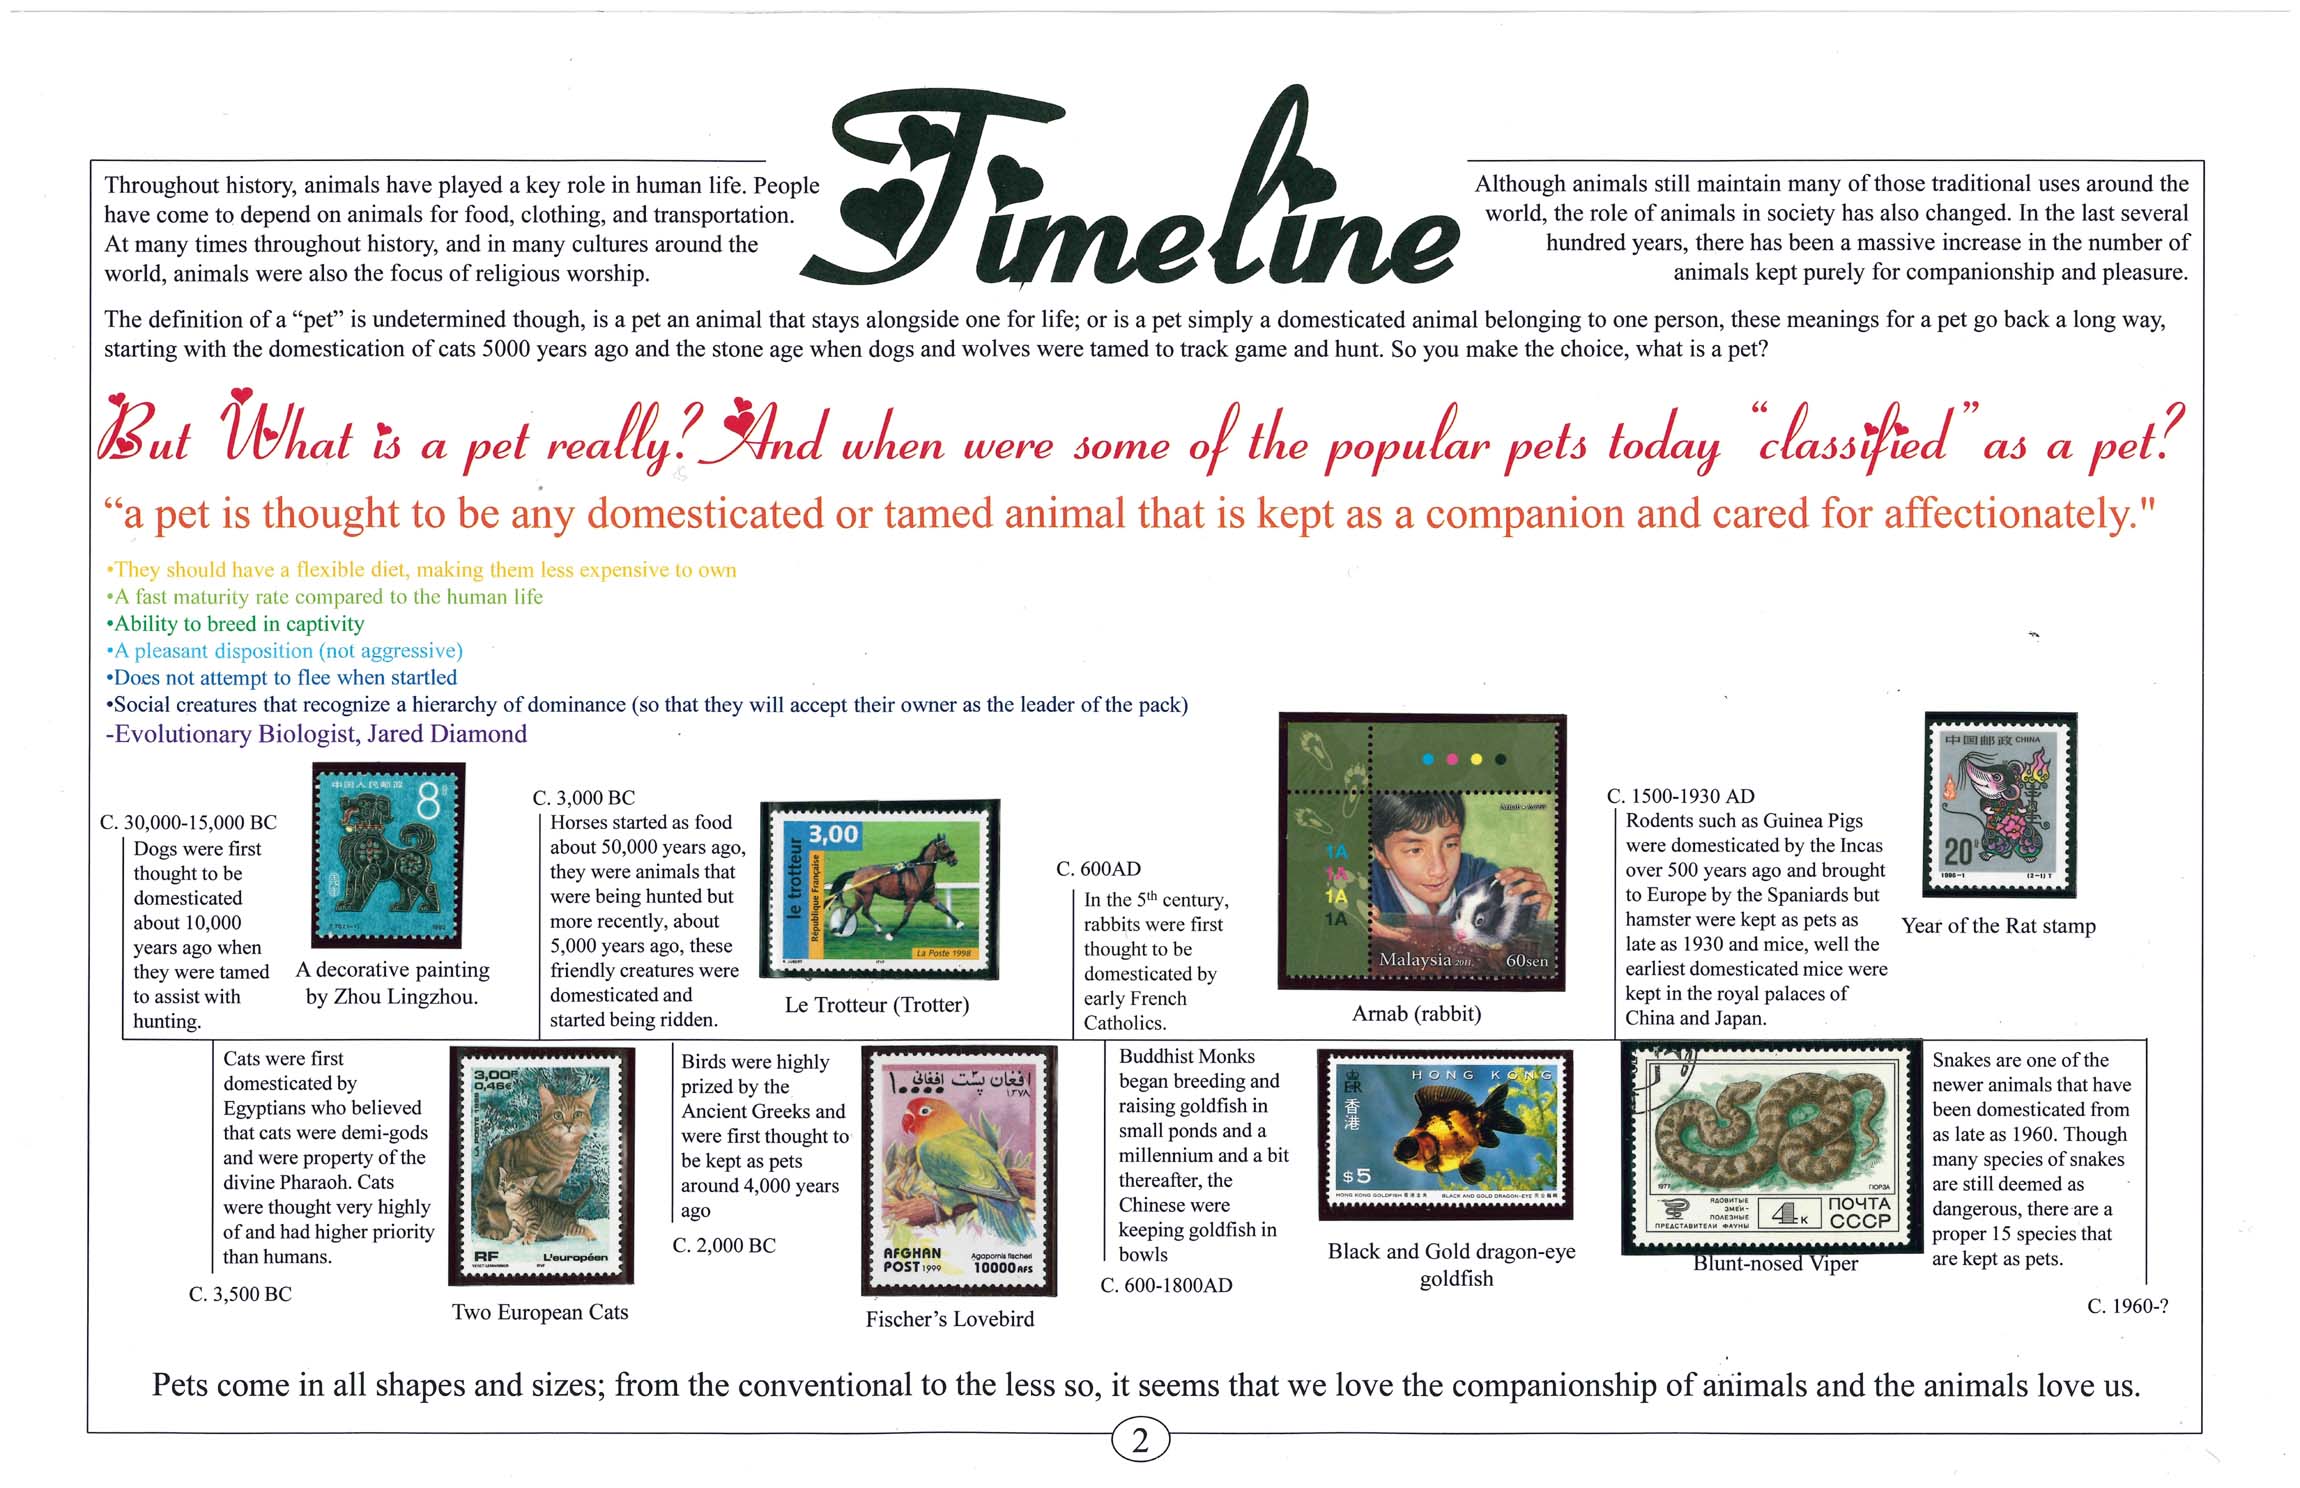 Timeline
Throughout history, animals have played a key role in human life. People
have come to depend on animals for food, clothing, and transportation.
At many times throughout history, and in many cultures around the
world, animals were also the focus of religious worship.
Although animals still maintain many of those traditional uses around the
world, the role of animals in society has also changed. In the last several
hundred years, there has been a massive increase in the number of
animals kept purely for companionship and pleasure.
The definition of a “pet” is undetermined though, is a pet an animal that stays alongside one for life; or is a pet simply a domesticated animal belonging to one person, these meanings for a pet go back a long way,
starting with the domestication of cats 5000 years ago and the stone age when dogs and wolves were tamed to track game and hunt. So you make the choice, what is a pet?
But What is a pet really? And when were some of the popular pets today “classified” as a pet?
“a pet is thought to be any domesticated or tamed animal that is kept as a companion and cared for affectionately."
•They should have a flexible diet, making them less expensive to own
•A fast maturity rate compared to the human life
•Ability to breed in captivity
•A pleasant disposition (not aggressive)
•Does not attempt to flee when startled
•Social creatures that recognize a hierarchy of dominance (so that they will accept their owner as the leader of the pack)
-Evolutionary Biologist, Jared Diamond
C. 30,000-15,000 BC
Dogs were first
thought to be
domesticated
about 10,000
years ago when
they were tamed
to assist with
hunting.
中国人民邮政
8
1982
A decorative painting
by Zhou Lingzhou.
C. 3,000 BC
Horses started as food
about 50,000 years ago,
they were animals that
were being hunted but
more recently, about
5,000 years ago, these
friendly creatures were
domesticated and
started being ridden.
le trotteur
République Française
3,00
La Poste 1998
Le Trotteur (Trotter)
C. 600AD
In the 5th century,
rabbits were first
thought to be
domesticated by
early French
Catholics.
1A
1A
1A
1A
Malaysia 2011
60sen
Arnab (rabbit)
C. 1500-1930 AD
Rodents such as Guinea Pigs
were domesticated by the Incas
over 500 years ago and brought
to Europe by the Spaniards but
hamster were kept as pets as
late as 1930 and mice, well the
earliest domesticated mice were
kept in the royal palaces of
China and Japan.
中国邮政 CHINA
20
1996-1
(2-1) T
Year of the Rat stamp
Cats were first
domesticated by
Egyptians who believed
that cats were demi-gods
and were property of the
divine Pharaoh. Cats
were thought very highly
of and had higher priority
than humans.
C. 3,500 BC
3,00F
0,46€
LA POSTE 1999
RF
L'européen
Two European Cats
Birds were highly
prized by the
Ancient Greeks and
were first thought to
be kept as pets
around 4,000 years
ago
C. 2,000 BC
افغان پست افغانی
١٣٧٨
AFGHAN
POST 1999
Agapornis fischeri
10000 AFS
Fischer’s Lovebird
Buddhist Monks
began breeding and
raising goldfish in
small ponds and a
millennium and a bit
thereafter, the
Chinese were
keeping goldfish in
bowls
C. 600-1800AD
HONG KONG
香港
$5
HONG KONG GOLDFISH
BLACK AND GOLD DRAGON-EYE
Black and Gold dragon-eye
goldfish
1977
ГЮРЗА
ЯДОВИТЫЕ
ЗМЕИ-
ПОЛЕЗНЫЕ
ПРЕДСТАВИТЕЛИ ФАУНЫ
4 К
ПОЧТА
СССР
Blunt-nosed Viper
Snakes are one of the
newer animals that have
been domesticated from
as late as 1960. Though
many species of snakes
are still deemed as
dangerous, there are a
proper 15 species that
are kept as pets.
C. 1960-?
Pets come in all shapes and sizes; from the conventional to the less so, it seems that we love the companionship of animals and the animals love us.
2